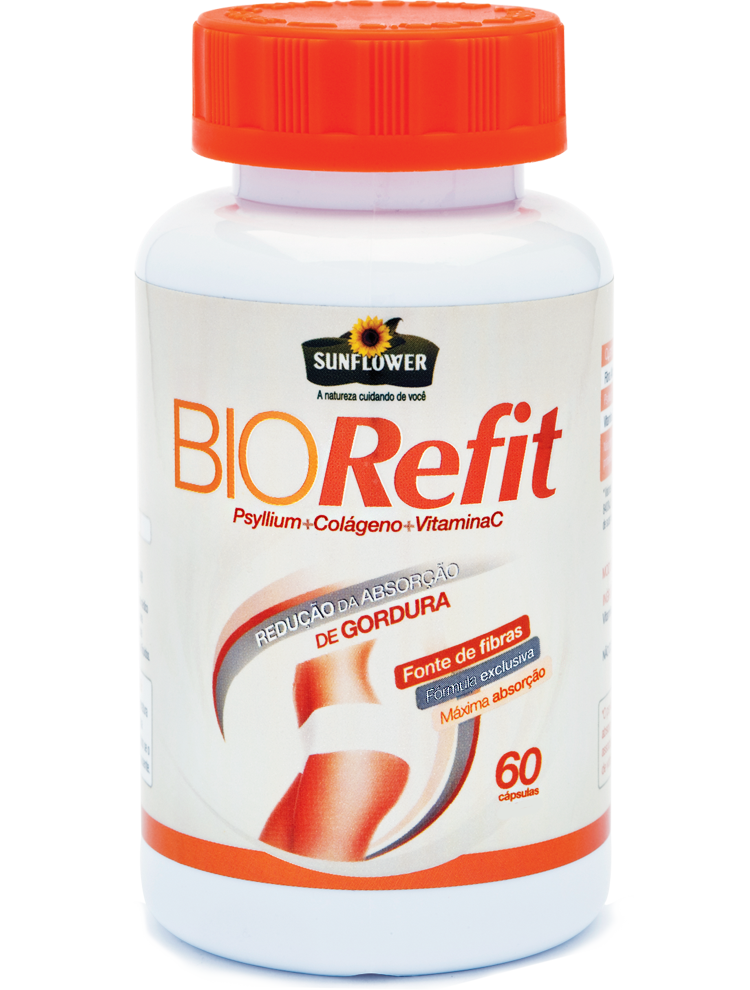 SUNFLOWER
A natureza cuidando de você
BIORefit
Psyllium+Colágeno+VitaminaC
REDUÇÃO DA ABSORÇÃO
DE GORDURA
Fonte de fibras
Fórmula exclusiva
Máxima absorção
60
cápsulas